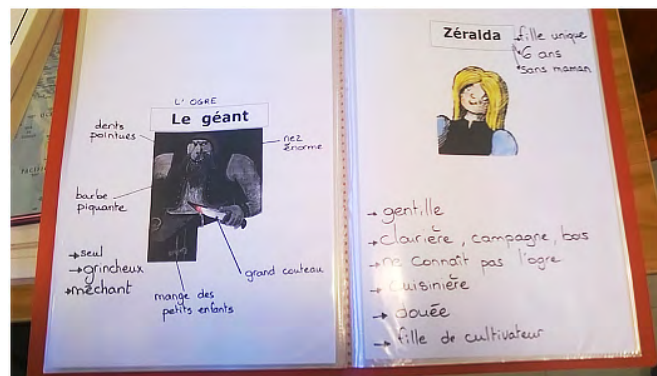 L'OGRE
Le géant
dents
pointues
nez
énorme
barbe
piquante
→ seul
→ grincheux
→ méchant
mange des
petits enfants
grand couteau
Zéralda
fille unique
6 ans
sans maman
→ gentille
→ clairière, campagne, bois
→ ne connaît pas l'ogre
→ cuisinière
→ douée
→ fille de cultivateur